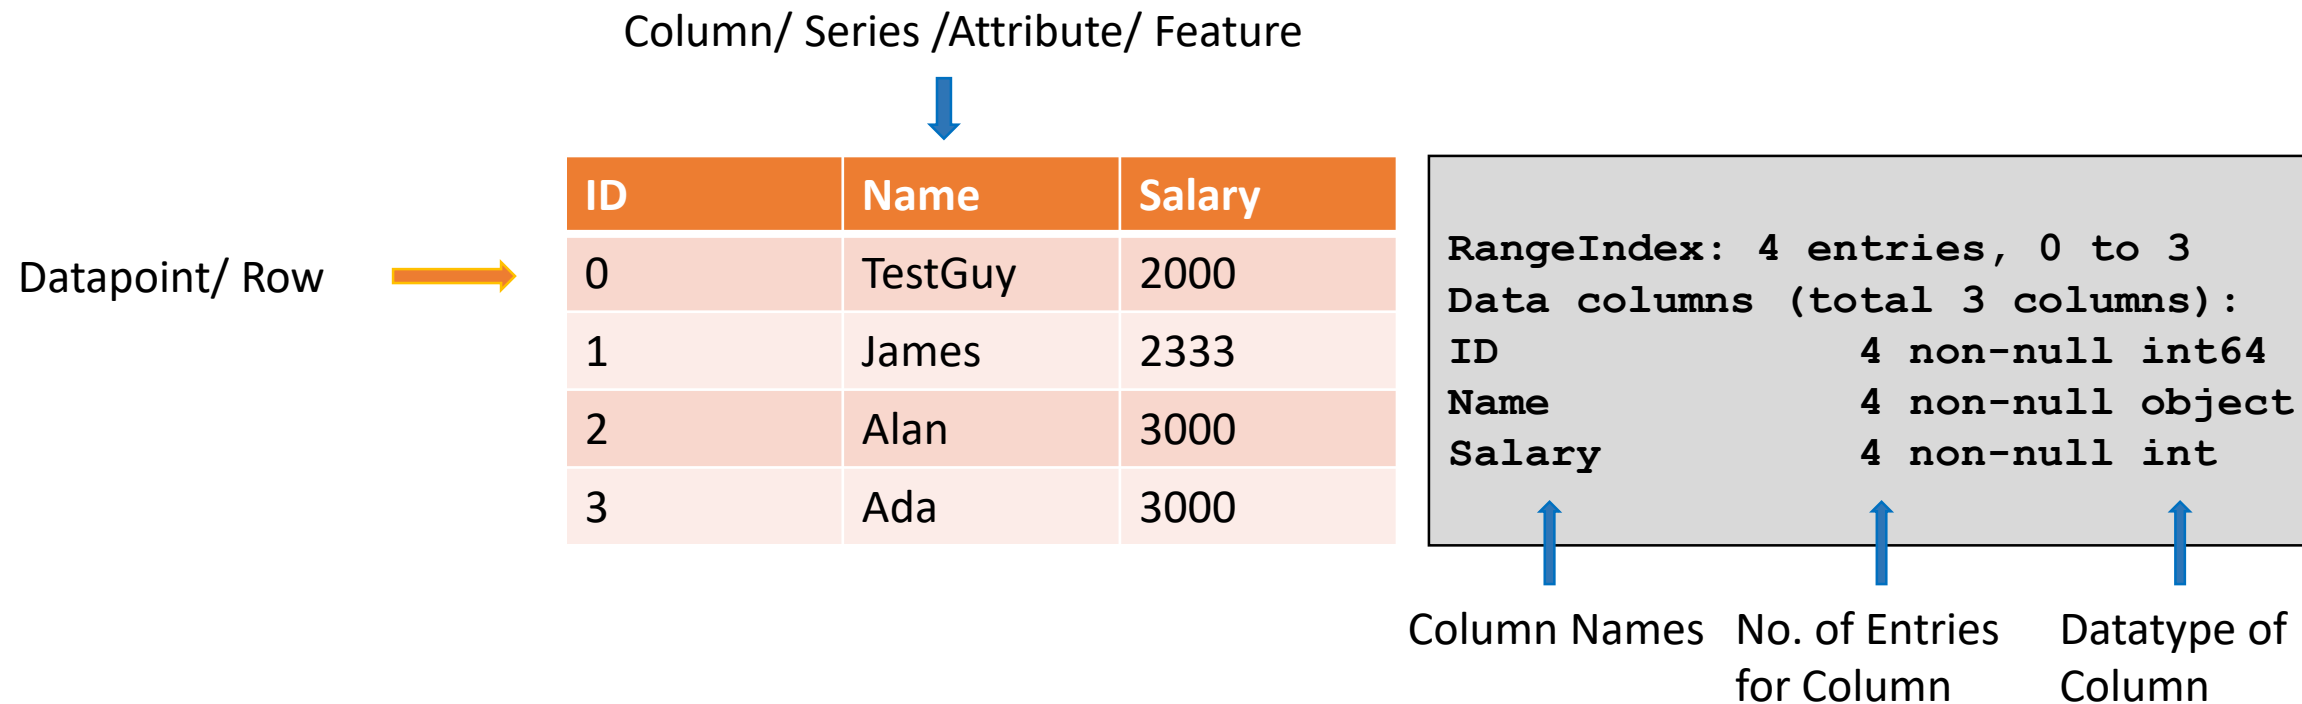 Column/ Series /Attribute/ Feature
ID Name Salary
Datapoint/ Row
0 TestGuy 2000
1 James 2333
2 Alan 3000
3 Ada 3000
RangeIndex: 4 entries, 0 to 3
Data columns (total 3 columns):
ID 4 non-null int64
Name 4 non-null object
Salary 4 non-null int
Column Names
No. of Entries
for Column
Datatype of
Column